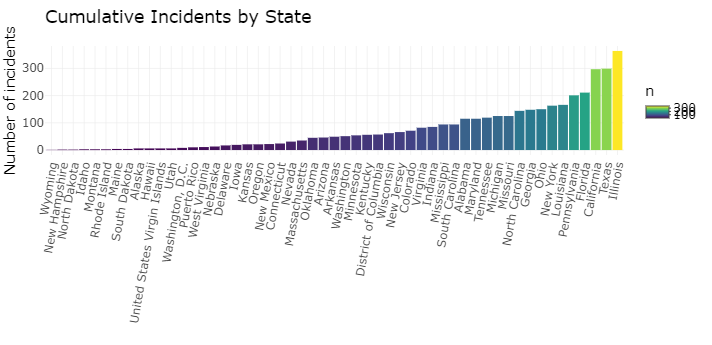 Cumulative Incidents by State
Number of incidents
300
200
100
0
Wyoming
New Hampshire
North Dakota
Idaho
Montana
Rhode Island
Maine
South Dakota
Alaska
Hawaii
United States Virgin Islands
Utah
Washington, D.C.
Puerto Rico
West Virginia
Nebraska
Delaware
Iowa
Kansas
Oregon
New Mexico
Connecticut
Nevada
Massachusetts
Oklahoma
Arizona
Arkansas
Washington
Minnesota
Kentucky
District of Columbia
Wisconsin
New Jersey
Colorado
Virginia
Indiana
Mississippi
South Carolina
Alabama
Maryland
Tennessee
Michigan
Missouri
North Carolina
Georgia
Ohio
New York
Louisiana
Pennsylvania
Florida
California
Texas
Illinois
n
300
200
100